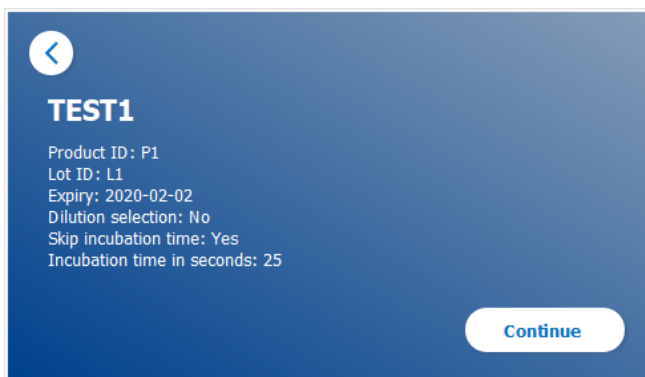 TEST1
Product ID: P1
Lot ID: L1
Expiry: 2020-02-02
Dilution selection: No
Skip incubation time: Yes
Incubation time in seconds: 25
Continue